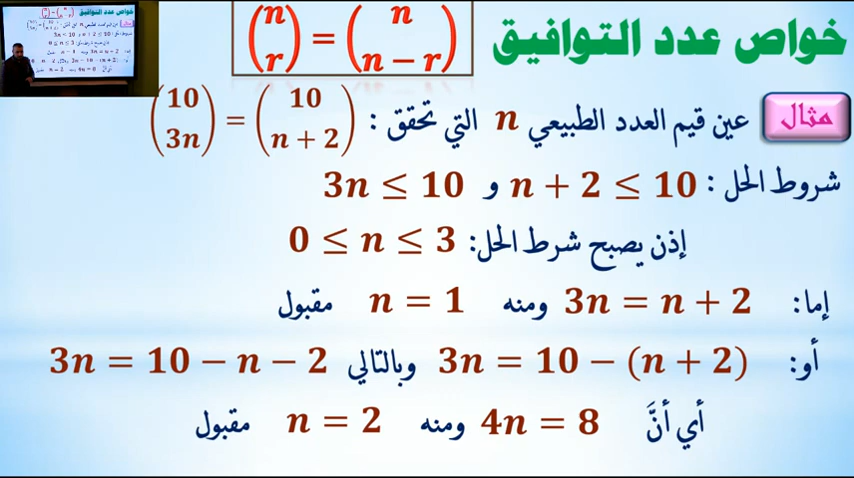 خواص عدد التوافيق (n r) = (n n − r)
مثال عين قيم العدد الطبيعي n التي تحقق : (10 3n) = (10 n + 2)
شروط الحل : n + 2 ≤ 10 و 3n ≤ 10
إذن يصبح شرط الحل: 0 ≤ n ≤ 3
إما: 3n = n + 2 ومنه n = 1 مقبول
أو: 3n = 10 − (n + 2) وبالتالي 3n = 10 − n − 2
أي أنَّ 4n = 8 ومنه n = 2 مقبول